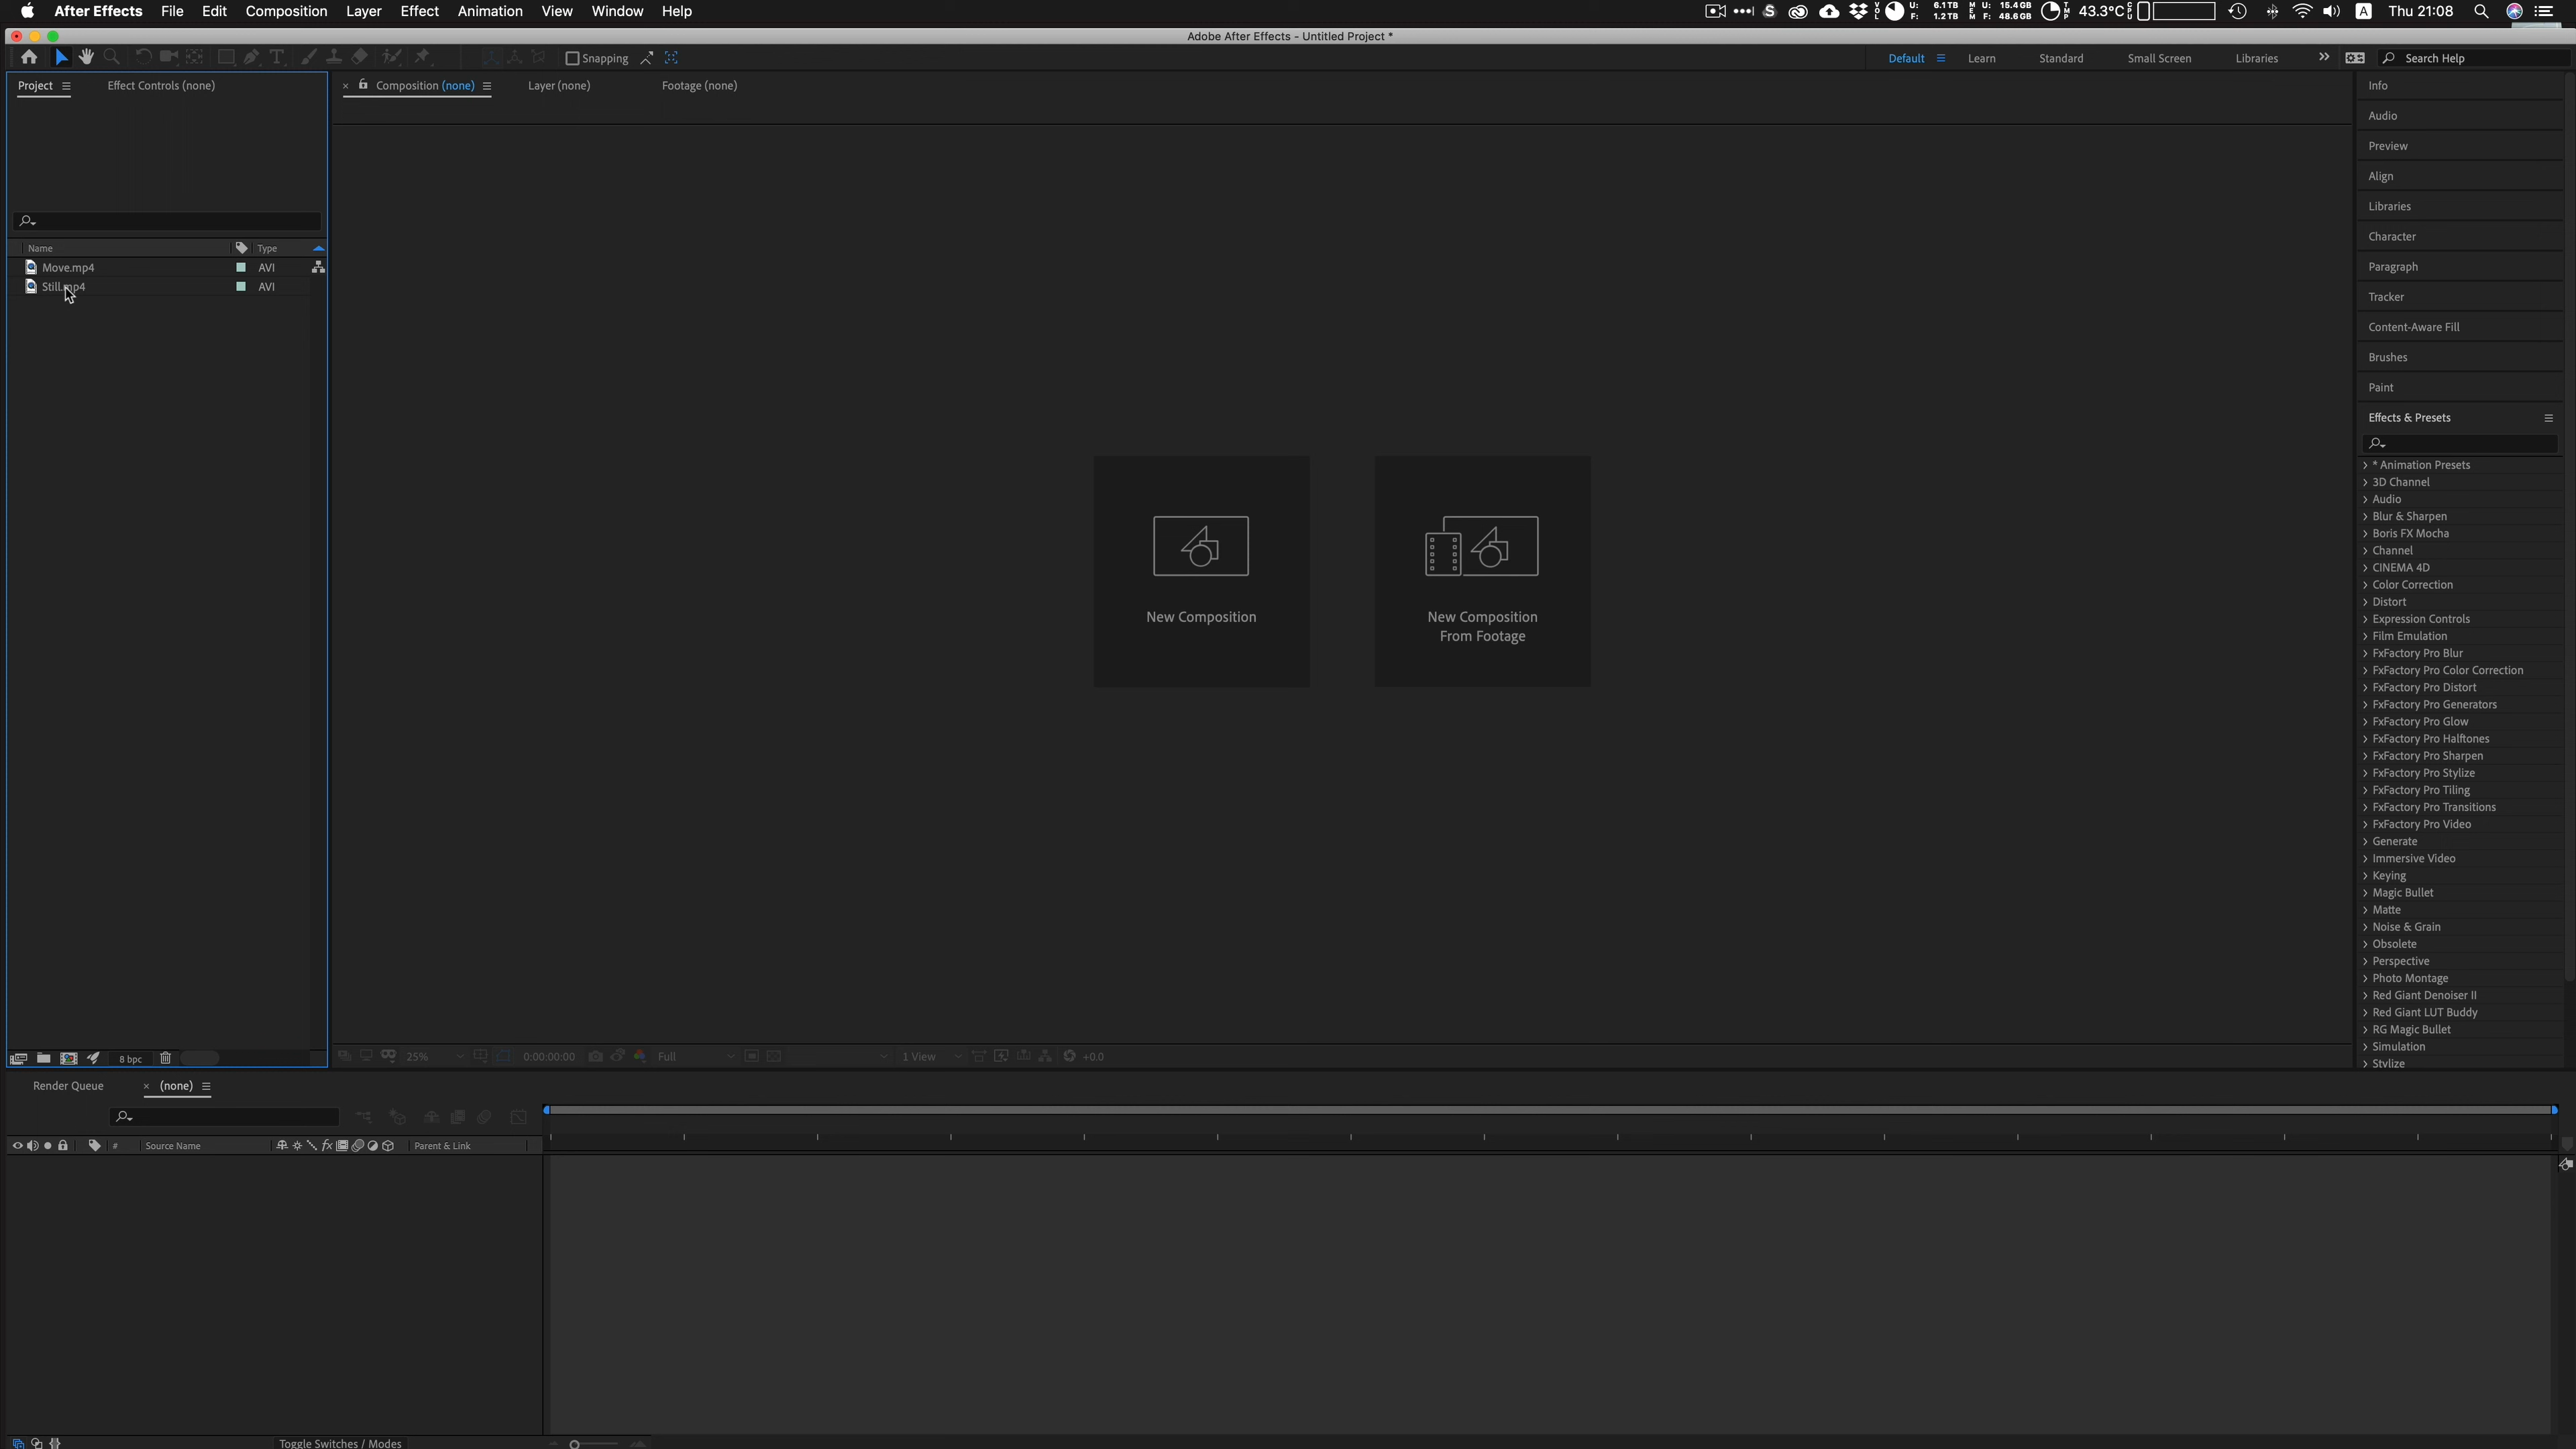 After Effects File Edit Composition Layer Effect Animation View Window Help
U: 6.1TB F: 1.2TB U: 15.4GB F: 48.6GB 43.3°C A Thu 21:08
Adobe After Effects - Untitled Project *
Snapping Default Learn Standard Small Screen Libraries Search Help
Project Effect Controls (none) Composition (none) Layer (none) Footage (none)
Name Type
Move.mp4 AVI
Still.mp4 AVI
New Composition
New Composition
From Footage
Info
Audio
Preview
Align
Libraries
Character
Paragraph
Tracker
Content-Aware Fill
Brushes
Paint
Effects & Presets
* Animation Presets
3D Channel
Audio
Blur & Sharpen
Boris FX Mocha
Channel
CINEMA 4D
Color Correction
Distort
Expression Controls
Film Emulation
FxFactory Pro Blur
FxFactory Pro Color Correction
FxFactory Pro Distort
FxFactory Pro Generators
FxFactory Pro Glow
FxFactory Pro Halftones
FxFactory Pro Sharpen
FxFactory Pro Stylize
FxFactory Pro Tiling
FxFactory Pro Transitions
FxFactory Pro Video
Generate
Immersive Video
Keying
Magic Bullet
Matte
Noise & Grain
Obsolete
Perspective
Photo Montage
Red Giant Denoiser II
Red Giant LUT Buddy
RG Magic Bullet
Simulation
Stylize
8 bpc 25% 0:00:00:00 Full 1 View +0.0
Render Queue (none)
# Source Name fx Parent & Link
Toggle Switches / Modes